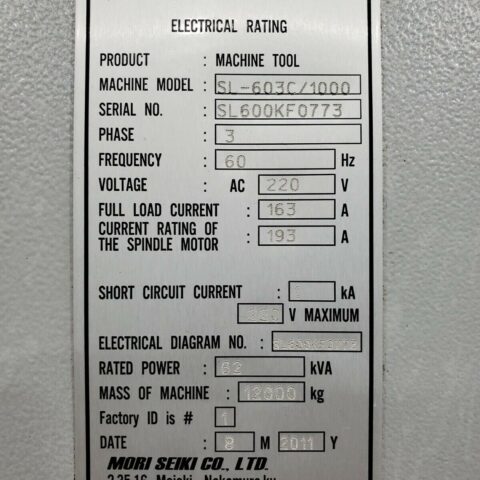 ELECTRICAL RATING
PRODUCT : MACHINE TOOL
MACHINE MODEL : SL-603C/1000
SERIAL NO. : SL600KF0773
PHASE : 3
FREQUENCY : 60 Hz
VOLTAGE : AC 220 V
FULL LOAD CURRENT : 163 A
CURRENT RATING OF
THE SPINDLE MOTOR : 193 A
SHORT CIRCUIT CURRENT : kA
V MAXIMUM
ELECTRICAL DIAGRAM NO. :
RATED POWER : 62 kVA
MASS OF MACHINE : 12000 kg
Factory ID is # 1
DATE : 8 M 2011 Y
MORI SEIKI CO., LTD.